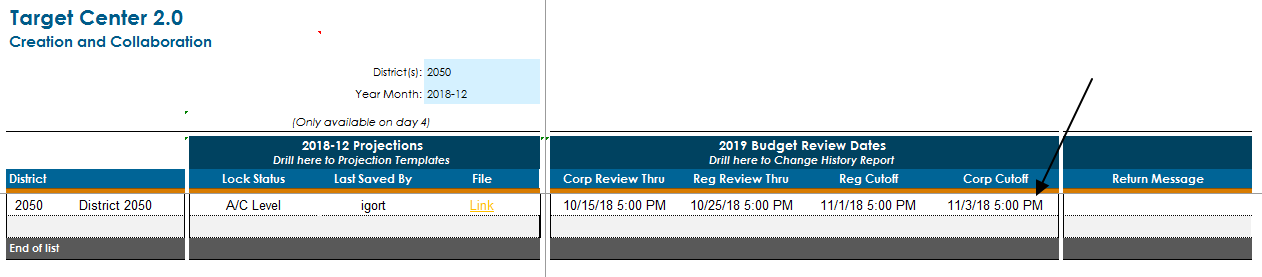 Target Center 2.0
Creation and Collaboration
District(s): 2050
Year Month: 2018-12
(Only available on day 4)
2018-12 Projections 2019 Budget Review Dates
Drill here to Projection Templates Drill here to Change History Report
District Lock Status Last Saved By File Corp Review Thru Reg Review Thru Reg Cutoff Corp Cutoff Return Message
2050 District 2050 A/C Level igort Link 10/15/18 5:00 PM 10/25/18 5:00 PM 11/1/18 5:00 PM 11/3/18 5:00 PM
End of list